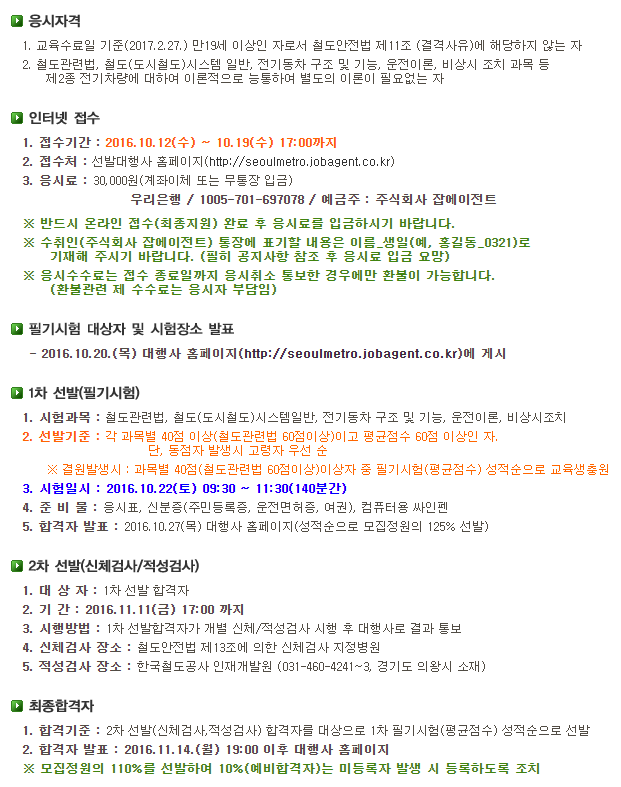 응시자격
1. 교육수료일 기준(2017.2.27.) 만19세 이상인 자로서 철도안전법 제11조 (결격사유)에 해당하지 않는 자
2. 철도관련법, 철도(도시철도)시스템 일반, 전기동차 구조 및 기능, 운전이론, 비상시 조치 과목 등
제2종 전기차량에 대하여 이론적으로 능통하여 별도의 이론이 필요없는 자
인터넷 접수
1. 접수기간 : 2016.10.12(수) ~ 10.19(수) 17:00까지
2. 접수처 : 선발대행사 홈페이지(http://seoulmetro.jobagent.co.kr)
3. 응시료 : 30,000원(계좌이체 또는 무통장 입금)
우리은행 / 1005-701-697078 / 예금주 : 주식회사 잡에이전트
※ 반드시 온라인 접수(최종지원) 완료 후 응시료를 입금하시기 바랍니다.
※ 수취인(주식회사 잡에이전트) 통장에 표기할 내용은 이름_생일(예, 홍길동_0321)로
기재해 주시기 바랍니다. (필히 공지사항 참조 후 응시료 입금 요망)
※ 응시수수료는 접수 종료일까지 응시취소 통보한 경우에만 환불이 가능합니다.
(환불관련 제 수수료는 응시자 부담임)
필기시험 대상자 및 시험장소 발표
- 2016.10.20.(목) 대행사 홈페이지(http://seoulmetro.jobagent.co.kr)에 게시
1차 선발(필기시험)
1. 시험과목 : 철도관련법, 철도(도시철도)시스템일반, 전기동차 구조 및 기능, 운전이론, 비상시조치
2. 선발기준 : 각 과목별 40점 이상(철도관련법 60점이상)이고 평균점수 60점 이상인 자.
단, 동점자 발생시 고령자 우선 순
※ 결원발생시 : 과목별 40점(철도관련법 60점이상)이상자 중 필기시험(평균점수) 성적순으로 교육생충원
3. 시험일시 : 2016.10.22(토) 09:30 ~ 11:30(140분간)
4. 준 비 물 : 응시표, 신분증(주민등록증, 운전면허증, 여권), 컴퓨터용 싸인펜
5. 합격자 발표 : 2016.10.27(목) 대행사 홈페이지(성적순으로 모집정원의 125% 선발)
2차 선발(신체검사/적성검사)
1. 대 상 자 : 1차 선발 합격자
2. 기 간 : 2016.11.11(금) 17:00 까지
3. 시행방법 : 1차 선발합격자가 개별 신체/적성검사 시행 후 대행사로 결과 통보
4. 신체검사 장소 : 철도안전법 제13조에 의한 신체검사 지정병원
5. 적성검사 장소 : 한국철도공사 인재개발원 (031-460-4241~3, 경기도 의왕시 소재)
최종합격자
1. 합격기준 : 2차 선발(신체검사,적성검사) 합격자를 대상으로 1차 필기시험(평균점수) 성적순으로 선발
2. 합격자 발표 : 2016.11.14.(월) 19:00 이후 대행사 홈페이지
※ 모집정원의 110%를 선발하여 10%(예비합격자)는 미등록자 발생 시 등록하도록 조치